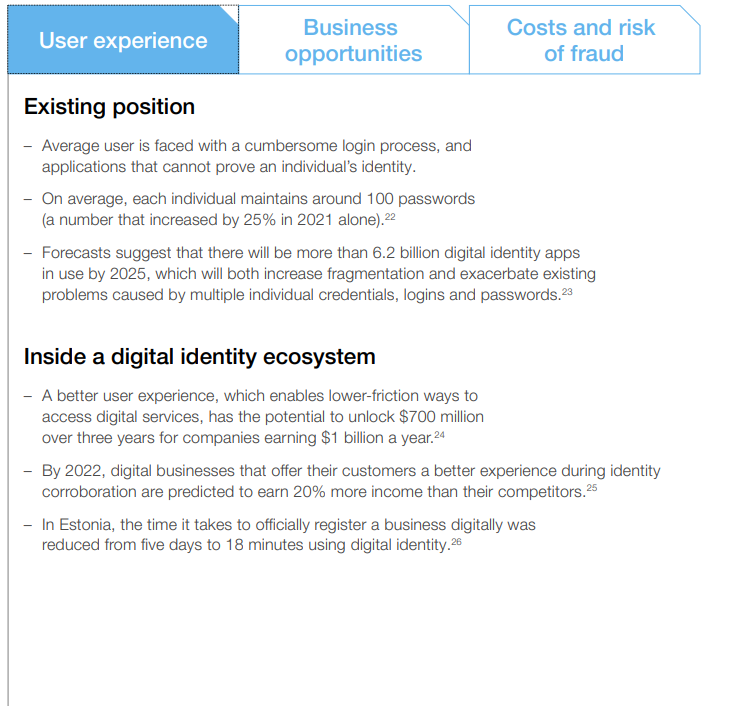 User experience
Business
opportunities
Costs and risk
of fraud
Existing position
– Average user is faced with a cumbersome login process, and
applications that cannot prove an individual’s identity.
– On average, each individual maintains around 100 passwords
(a number that increased by 25% in 2021 alone).22
– Forecasts suggest that there will be more than 6.2 billion digital identity apps
in use by 2025, which will both increase fragmentation and exacerbate existing
problems caused by multiple individual credentials, logins and passwords.23
Inside a digital identity ecosystem
– A better user experience, which enables lower-friction ways to
access digital services, has the potential to unlock $700 million
over three years for companies earning $1 billion a year.24
– By 2022, digital businesses that offer their customers a better experience during identity
corroboration are predicted to earn 20% more income than their competitors.25
– In Estonia, the time it takes to officially register a business digitally was
reduced from five days to 18 minutes using digital identity.26